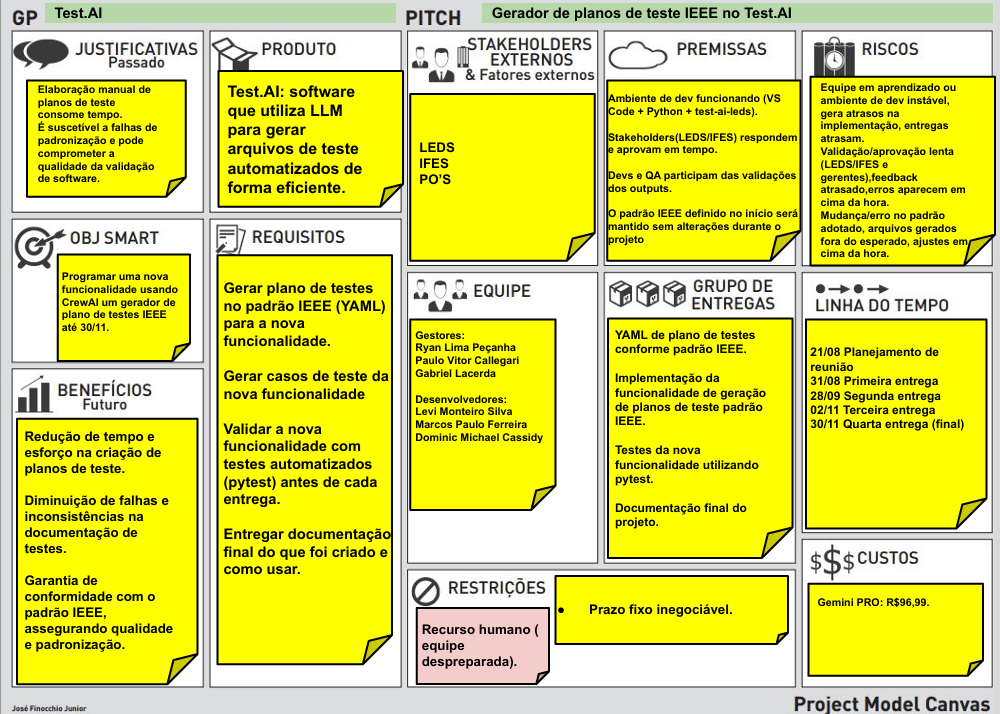 GP
Test.AI
PITCH
Gerador de planos de teste IEEE no Test.AI
JUSTIFICATIVAS
Passado
Elaboração manual de
planos de teste
consome tempo.
É suscetível a falhas de
padronização e pode
comprometer a
qualidade da validação
de software.
PRODUTO
Test.AI: software
que utiliza LLM
para gerar
arquivos de teste
automatizados de
forma eficiente.
STAKEHOLDERS
EXTERNOS
& Fatores externos
LEDS
IFES
PO'S
PREMISSAS
Ambiente de dev funcionando (VS
Code + Python + test-ai-leds).
Stakeholders(LEDS/IFES) respondem
e aprovam em tempo.
Devs e QA participam das validações
dos outputs.
O padrão IEEE definido no início será
mantido sem alterações durante o
projeto
RISCOS
Equipe em aprendizado ou
ambiente de dev instável,
gera atrasos na
implementação, entregas
atrasam.
Validação/aprovação lenta
(LEDS/IFES e
gerentes),feedback
atrasado,erros aparecem em
cima da hora.
Mudança/erro no padrão
adotado, arquivos gerados
fora do esperado, ajustes em
cima da hora.
OBJ SMART
Programar uma nova
funcionalidade usando
CrewAI um gerador de
plano de testes IEEE
até 30/11.
REQUISITOS
Gerar plano de testes
no padrão IEEE (YAML)
para a nova
funcionalidade.
Gerar casos de teste da
nova funcionalidade
Validar a nova
funcionalidade com
testes automatizados
(pytest) antes de cada
entrega.
Entregar documentação
final do que foi criado e
como usar.
EQUIPE
Gestores:
Ryan Lima Peçanha
Paulo Vitor Callegari
Gabriel Lacerda
Desenvolvedores:
Levi Monteiro Silva
Marcos Paulo Ferreira
Dominic Michael Cassidy
GRUPO DE
ENTREGAS
YAML de plano de testes
conforme padrão IEEE.
Implementação da
funcionalidade de geração
de planos de teste padrão
IEEE.
Testes da nova
funcionalidade utilizando
pytest.
Documentação final do
projeto.
LINHA DO TEMPO
21/08 Planejamento de
reunião
31/08 Primeira entrega
28/09 Segunda entrega
02/11 Terceira entrega
30/11 Quarta entrega (final)
BENEFÍCIOS
Futuro
Redução de tempo e
esforço na criação de
planos de teste.
Diminuição de falhas e
inconsistências na
documentação de
testes.
Garantia de
conformidade com o
padrão IEEE,
assegurando qualidade
e padronização.
RESTRIÇÕES
Recurso humano (
equipe
despreparada).
● Prazo fixo inegociável.
$$$ CUSTOS
Gemini PRO: R$96,99.
José Finocchio Junior
Project Model Canvas